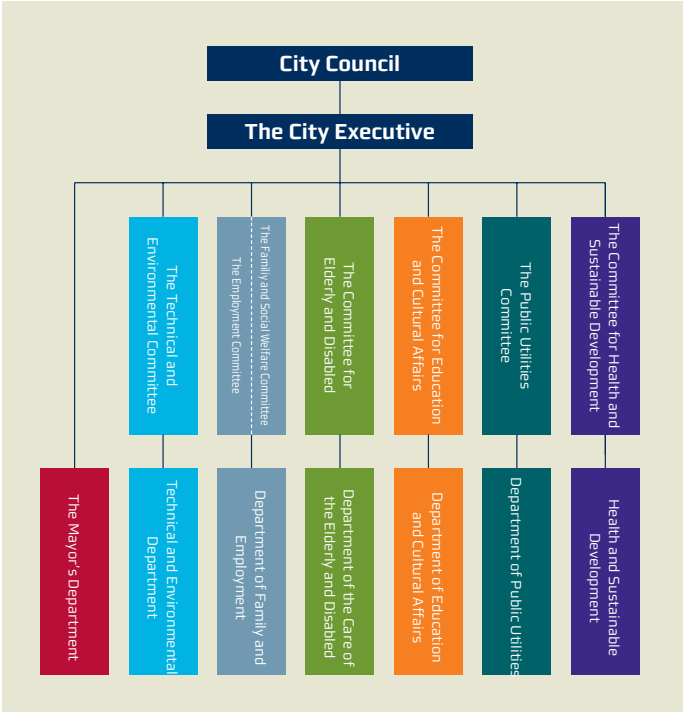 City Council
The City Executive
The Technical and
Environmental Committee
The Familiy and Social Welfare Committee
The Employment Committee
The Committee for
Elderly and Disabled
The Committee for Education
and Cultural Affairs
The Public Utilities
Committee
The Committee for Health and
Sustainable Development
The Mayor's Department
Technical and Environmental
Department
Department of Family and
Employment
Department of the Care of
the Elderly and Disabled
Department of Education
and Cultural Affairs
Department of Public Utilities
Health and Sustainable
Development